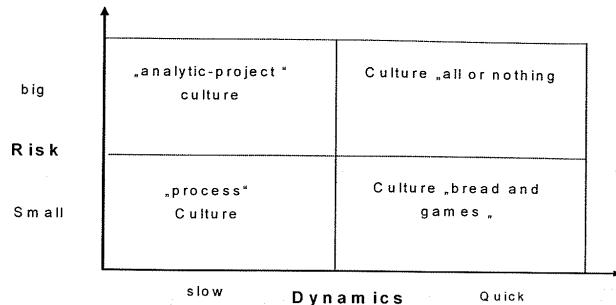 „analytic-project“
culture
Culture „all or nothing
big
Risk
„process“
Culture
Culture „bread and
games „
Small
slow
Dynamics
Quick